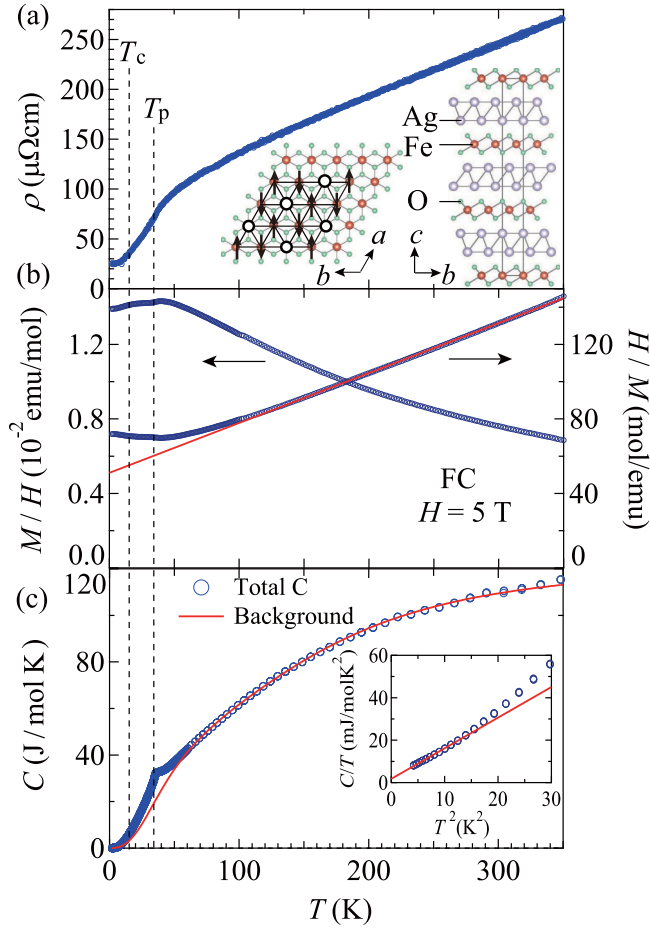 (a)
250
200
150
100
50
0
ρ (μΩcm)
T_c
T_p
Ag
Fe
O
a
b
c
b
(b)
1.2
0.8
0.4
0.0
M / H (10^-2 emu/mol)
120
80
40
0
H / M (mol/emu)
FC
H = 5 T
(c)
120
80
40
0
C (J / mol K)
Total C
Background
60
40
20
0
C/T (mJ/molK^2)
0 10 20 30
T^2 (K^2)
0 100 200 300
T (K)